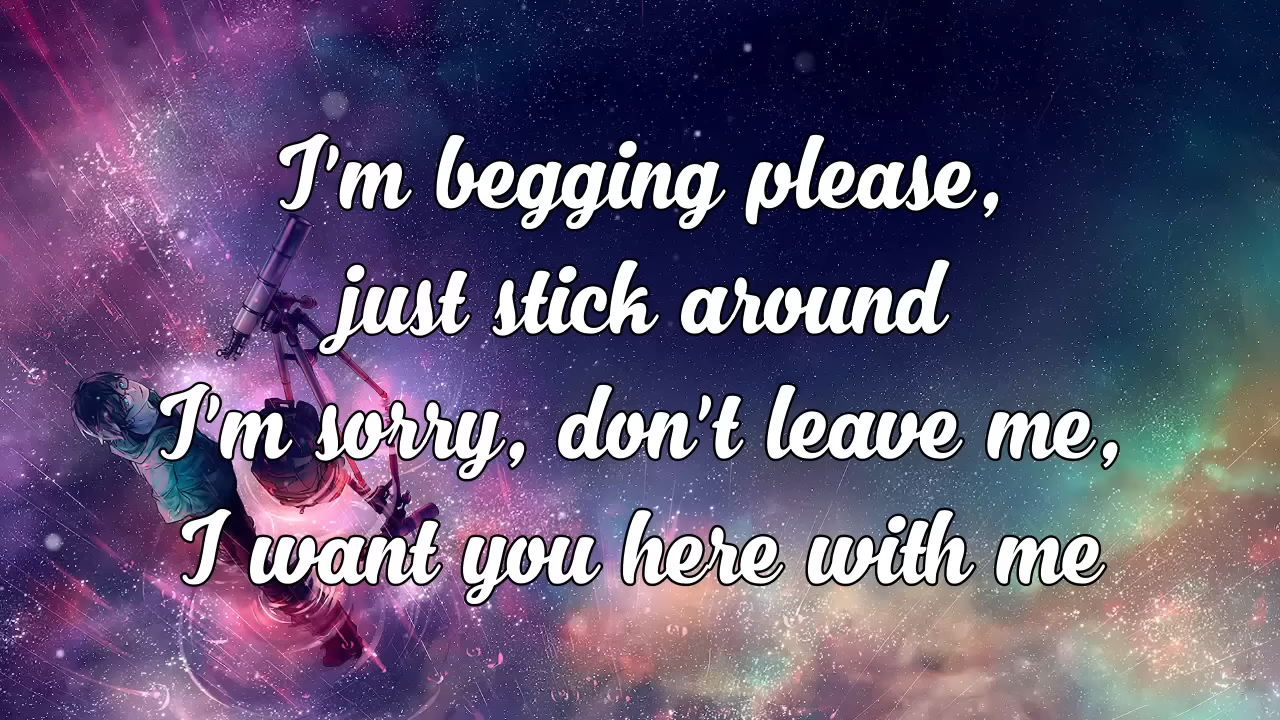 I'm begging please,
just stick around
I'm sorry, don't leave me,
I want you here with me